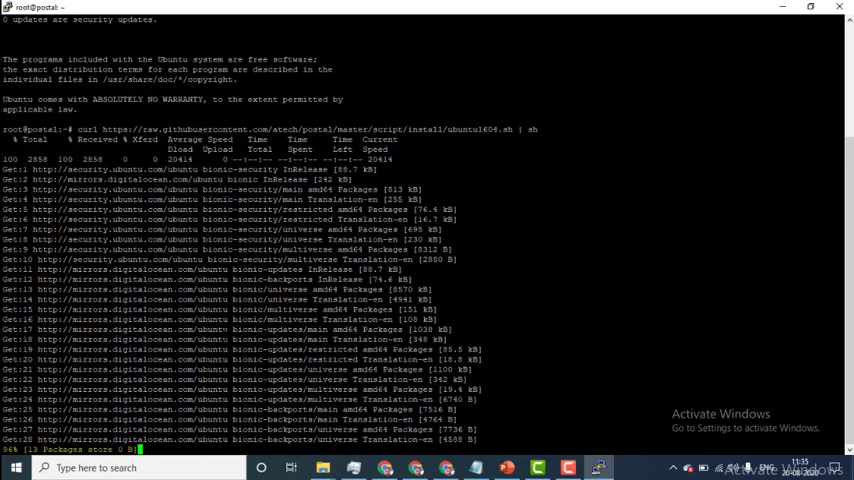 root@postal: ~
0 updates are security updates.
The programs included with the Ubuntu system are free software;
the exact distribution terms for each program are described in the
individual files in /usr/share/doc/*/copyright.
Ubuntu comes with ABSOLUTELY NO WARRANTY, to the extent permitted by
applicable law.
root@postal:~# curl https://raw.githubusercontent.com/atech/postal/master/script/install/ubuntu1604.sh | sh
% Total % Received % Xferd Average Speed Time Time Time Current
Dload Upload Total Spent Left Speed
100 2858 100 2858 0 0 20414 0 --:--:-- --:--:-- --:--:-- 20414
Get:1 http://security.ubuntu.com/ubuntu bionic-security InRelease [88.7 kB]
Get:2 http://mirrors.digitalocean.com/ubuntu bionic InRelease [242 kB]
Get:3 http://security.ubuntu.com/ubuntu bionic-security/main amd64 Packages [813 kB]
Get:4 http://security.ubuntu.com/ubuntu bionic-security/main Translation-en [255 kB]
Get:5 http://security.ubuntu.com/ubuntu bionic-security/restricted amd64 Packages [76.4 kB]
Get:6 http://security.ubuntu.com/ubuntu bionic-security/restricted Translation-en [16.7 kB]
Get:7 http://security.ubuntu.com/ubuntu bionic-security/universe amd64 Packages [695 kB]
Get:8 http://security.ubuntu.com/ubuntu bionic-security/universe Translation-en [230 kB]
Get:9 http://security.ubuntu.com/ubuntu bionic-security/multiverse amd64 Packages [8312 B]
Get:10 http://security.ubuntu.com/ubuntu bionic-security/multiverse Translation-en [2880 B]
Get:11 http://mirrors.digitalocean.com/ubuntu bionic-updates InRelease [88.7 kB]
Get:12 http://mirrors.digitalocean.com/ubuntu bionic-backports InRelease [74.6 kB]
Get:13 http://mirrors.digitalocean.com/ubuntu bionic/universe amd64 Packages [8570 kB]
Get:14 http://mirrors.digitalocean.com/ubuntu bionic/universe Translation-en [4941 kB]
Get:15 http://mirrors.digitalocean.com/ubuntu bionic/multiverse amd64 Packages [151 kB]
Get:16 http://mirrors.digitalocean.com/ubuntu bionic/multiverse Translation-en [108 kB]
Get:17 http://mirrors.digitalocean.com/ubuntu bionic-updates/main amd64 Packages [1038 kB]
Get:18 http://mirrors.digitalocean.com/ubuntu bionic-updates/main Translation-en [348 kB]
Get:19 http://mirrors.digitalocean.com/ubuntu bionic-updates/restricted amd64 Packages [85.5 kB]
Get:20 http://mirrors.digitalocean.com/ubuntu bionic-updates/restricted Translation-en [18.8 kB]
Get:21 http://mirrors.digitalocean.com/ubuntu bionic-updates/universe amd64 Packages [1100 kB]
Get:22 http://mirrors.digitalocean.com/ubuntu bionic-updates/universe Translation-en [342 kB]
Get:23 http://mirrors.digitalocean.com/ubuntu bionic-updates/multiverse amd64 Packages [19.4 kB]
Get:24 http://mirrors.digitalocean.com/ubuntu bionic-updates/multiverse Translation-en [6740 B]
Get:25 http://mirrors.digitalocean.com/ubuntu bionic-backports/main amd64 Packages [7516 B]
Get:26 http://mirrors.digitalocean.com/ubuntu bionic-backports/main Translation-en [4764 B]
Get:27 http://mirrors.digitalocean.com/ubuntu bionic-backports/universe amd64 Packages [7736 B]
Get:28 http://mirrors.digitalocean.com/ubuntu bionic-backports/universe Translation-en [4588 B]
96% [13 Packages store 0 B]
Activate Windows
Go to Settings to activate Windows.
Type here to search
ENG
11:35
20-08-2020
Activate Windows